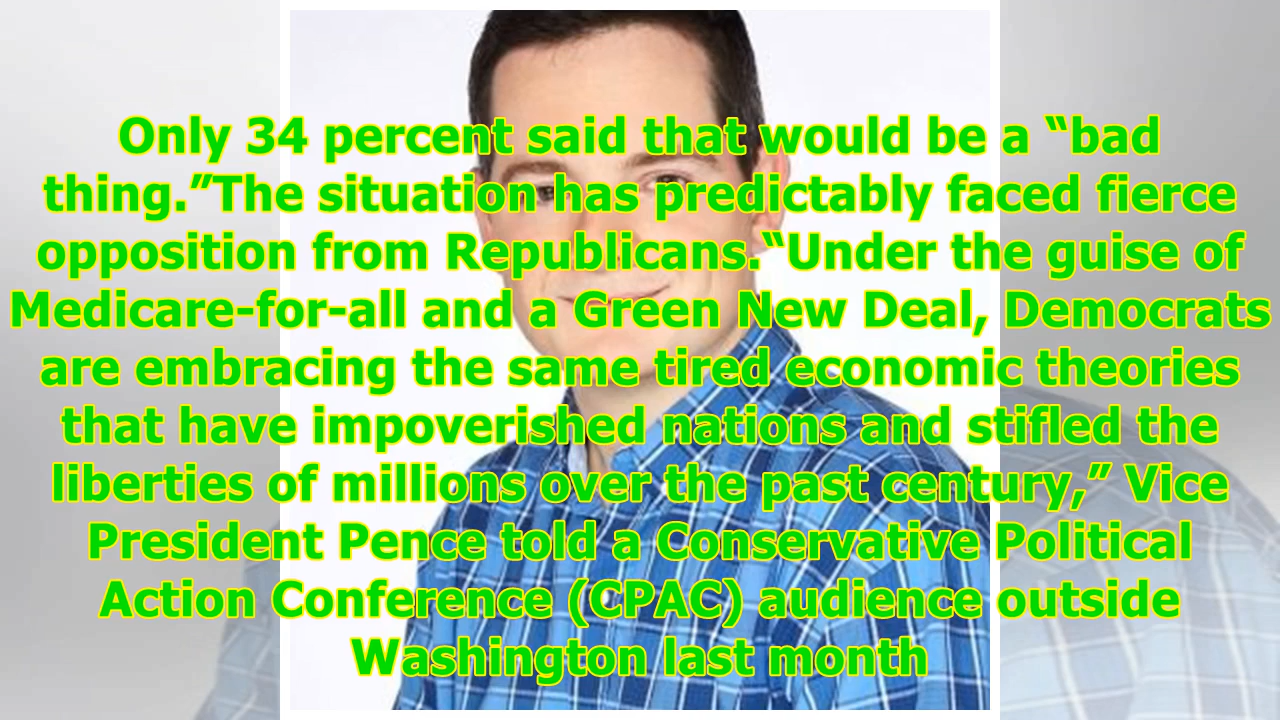 Only 34 percent said that would be a “bad
thing.”The situation has predictably faced fierce
opposition from Republicans.“Under the guise of
Medicare-for-all and a Green New Deal, Democrats
are embracing the same tired economic theories
that have impoverished nations and stifled the
liberties of millions over the past century,” Vice
President Pence told a Conservative Political
Action Conference (CPAC) audience outside
Washington last month